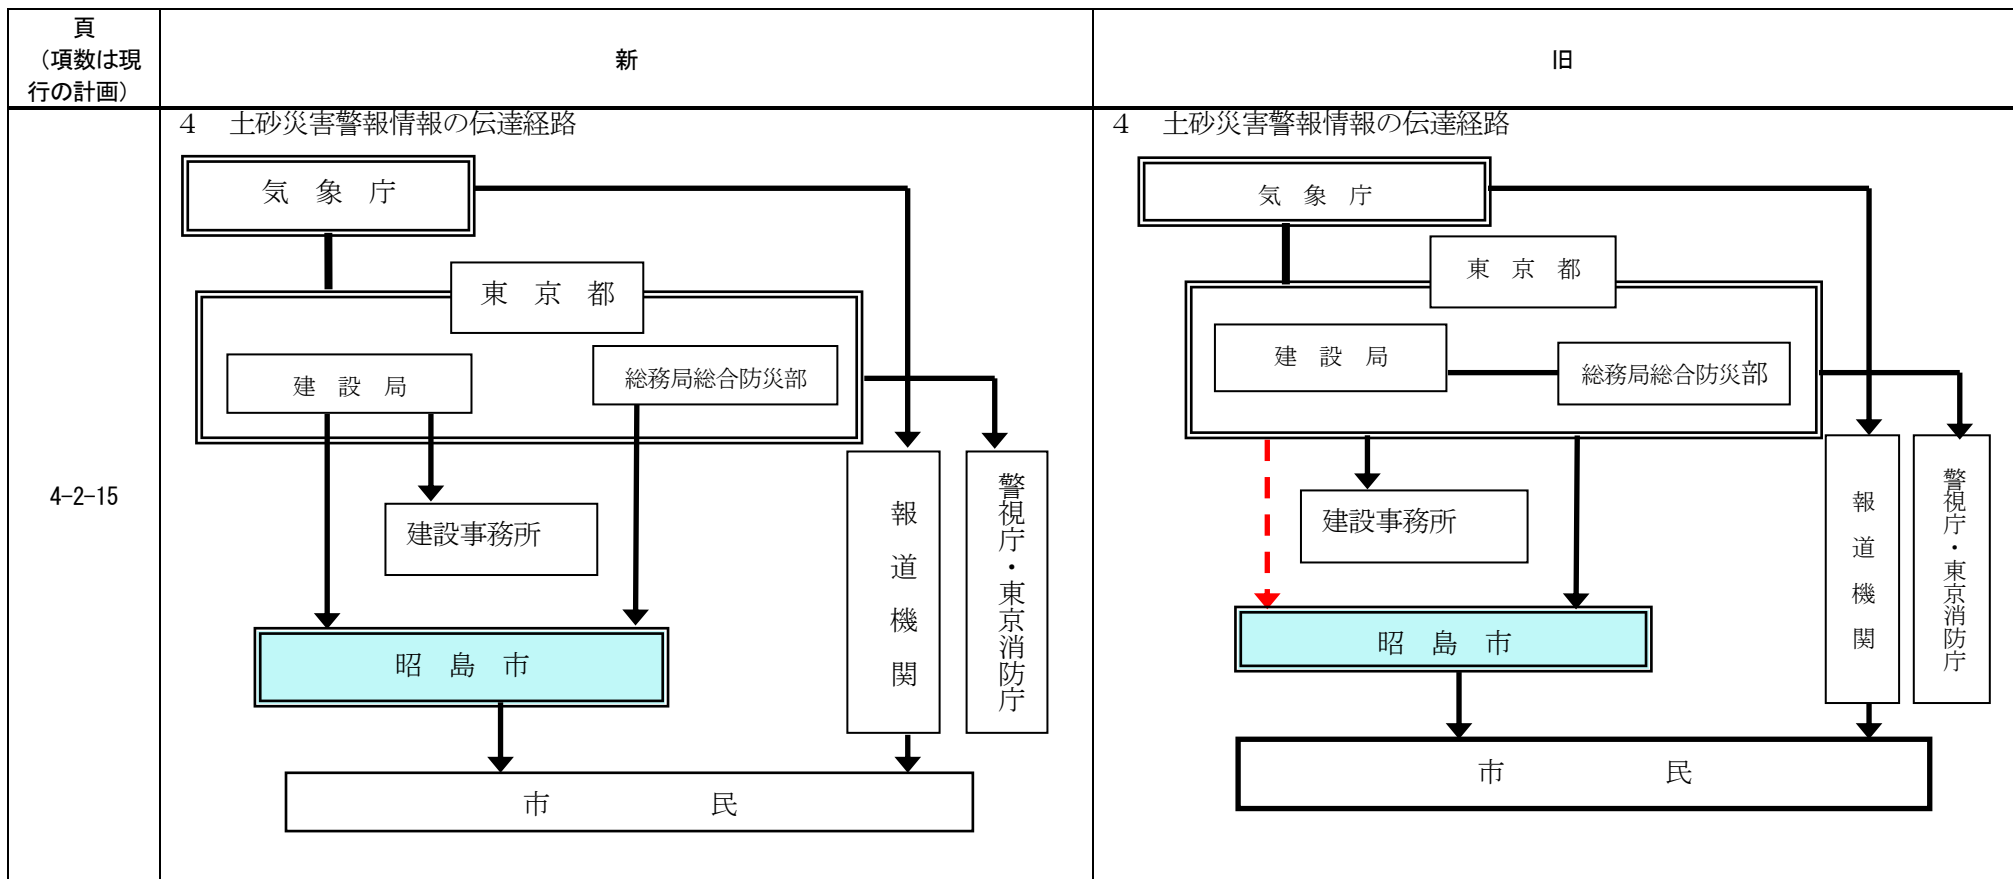 頁
（項数は現
行の計画）
新
旧
4-2-15
４　土砂災害警報情報の伝達経路
気　象　庁
東　京　都
建　設　局
総務局総合防災部
建設事務所
昭　島　市
報道機関
警視庁・東京消防庁
市　　　　　　民
４　土砂災害警報情報の伝達経路
気　象　庁
東　京　都
建　設　局
総務局総合防災部
建設事務所
昭　島　市
報道機関
警視庁・東京消防庁
市　　　　　　民